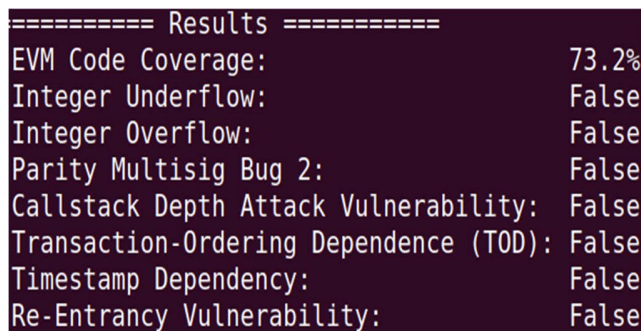 ========== Results ===========
EVM Code Coverage: 73.2%
Integer Underflow: False
Integer Overflow: False
Parity Multisig Bug 2: False
Callstack Depth Attack Vulnerability: False
Transaction-Ordering Dependence (TOD): False
Timestamp Dependency: False
Re-Entrancy Vulnerability: False